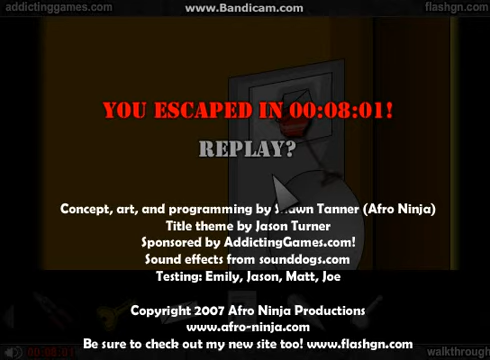 addictinggames.com www.Bandicam.com flashgn.com
YOU ESCAPED IN 00:08:01!
REPLAY?
Concept, art, and programming by Shawn Tanner (Afro Ninja)
Title theme by Jason Turner
Sponsored by AddictingGames.com!
Sound effects from sounddogs.com
Testing: Emily, Jason, Matt, Joe
Copyright 2007 Afro Ninja Productions
www.afro-ninja.com
Be sure to check out my new site too! www.flashgn.com
00:08:01 walkthrough